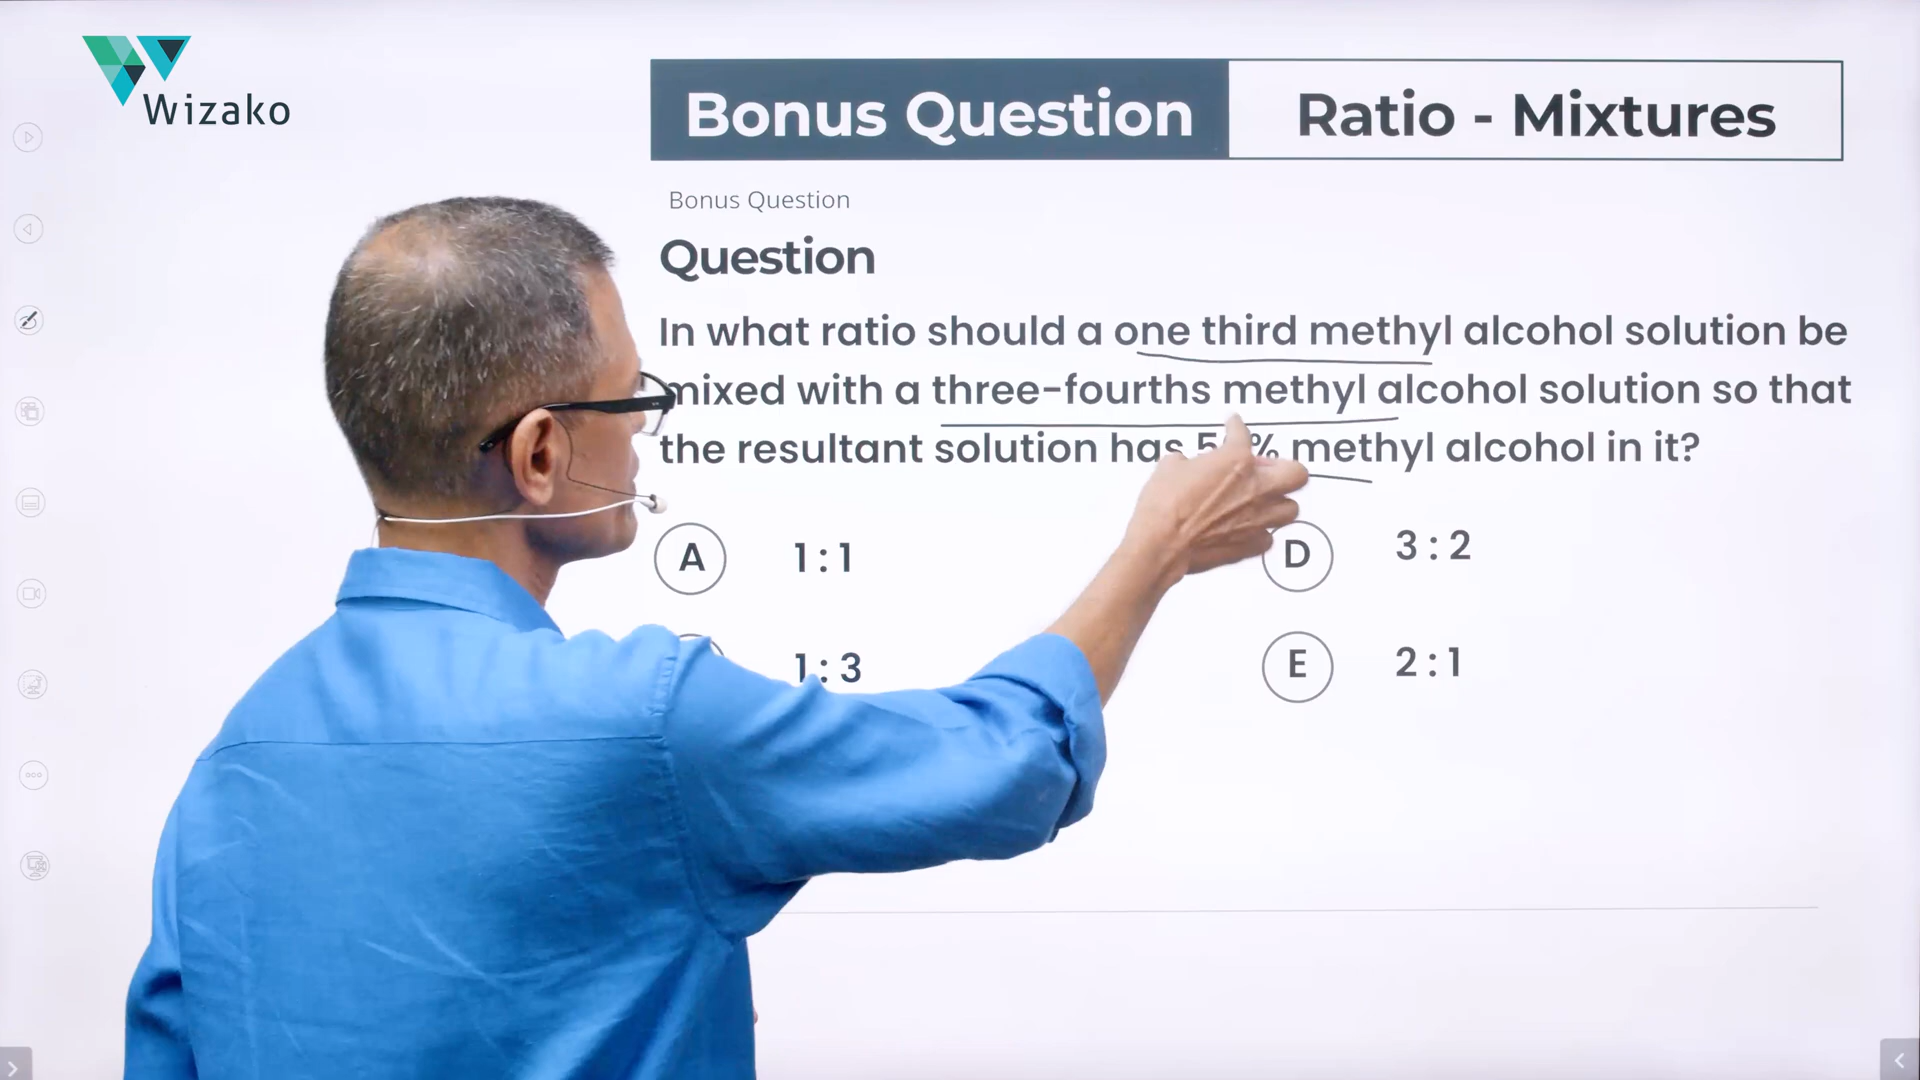 Wizako
Bonus Question
Ratio - Mixtures
Bonus Question
Question
In what ratio should a one third methyl alcohol solution be
mixed with a three-fourths methyl alcohol solution so that
the resultant solution has methyl alcohol in it?
A 1 : 1
D 3 : 2
1 : 3
E 2 : 1